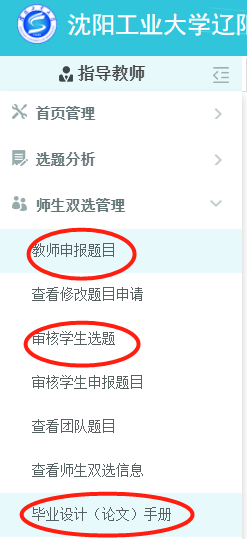 沈阳工业大学辽阳
指导教师
首页管理
选题分析
师生双选管理
教师申报题目
查看修改题目申请
审核学生选题
审核学生申报题目
查看团队题目
查看师生双选信息
毕业设计（论文）手册